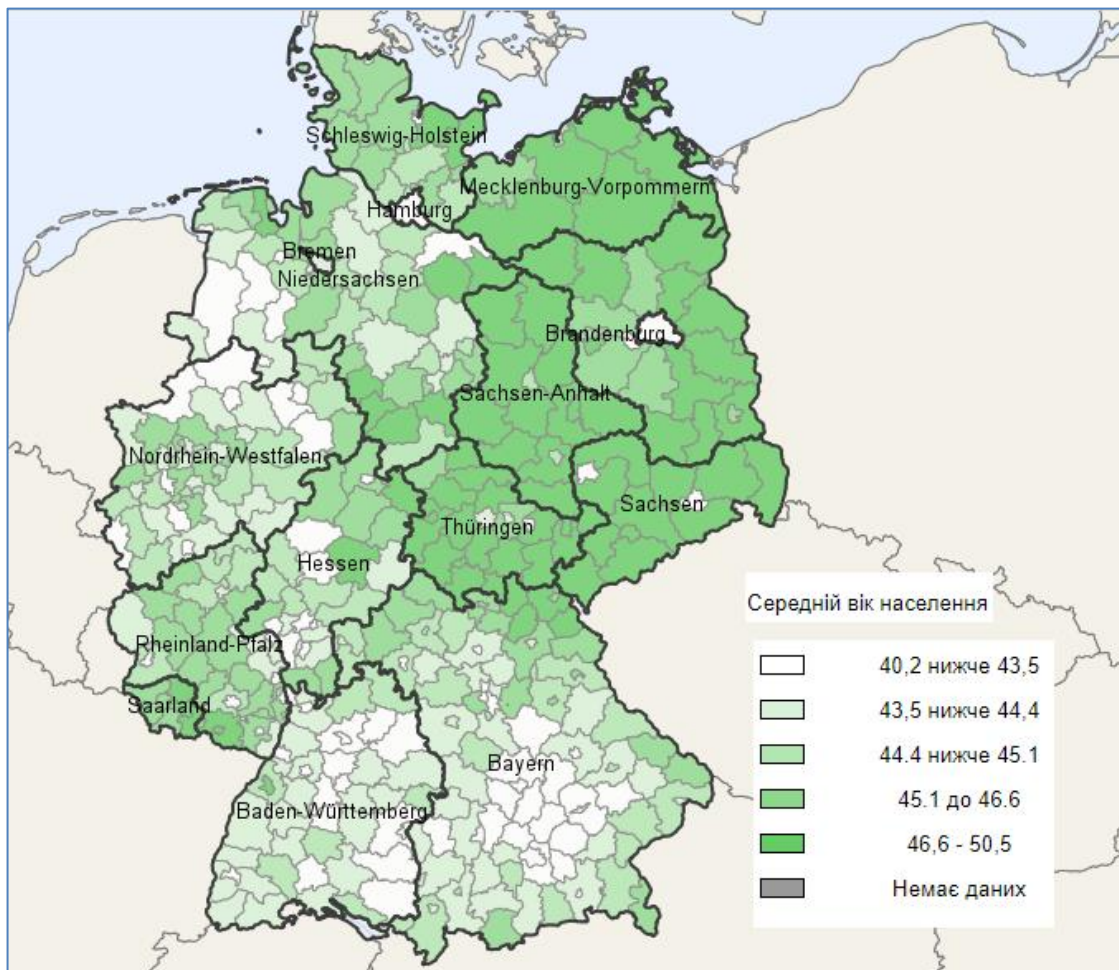 Schleswig-Holstein
Mecklenburg-Vorpommern
Hamburg
Bremen
Niedersachsen
Brandenburg
Sachsen-Anhalt
Nordrhein-Westfalen
Sachsen
Thüringen
Hessen
Rheinland-Pfalz
Saarland
Bayern
Baden-Württemberg
Середній вік населення
40,2 нижче 43,5
43,5 нижче 44,4
44.4 нижче 45.1
45.1 до 46.6
46,6 - 50,5
Немає даних